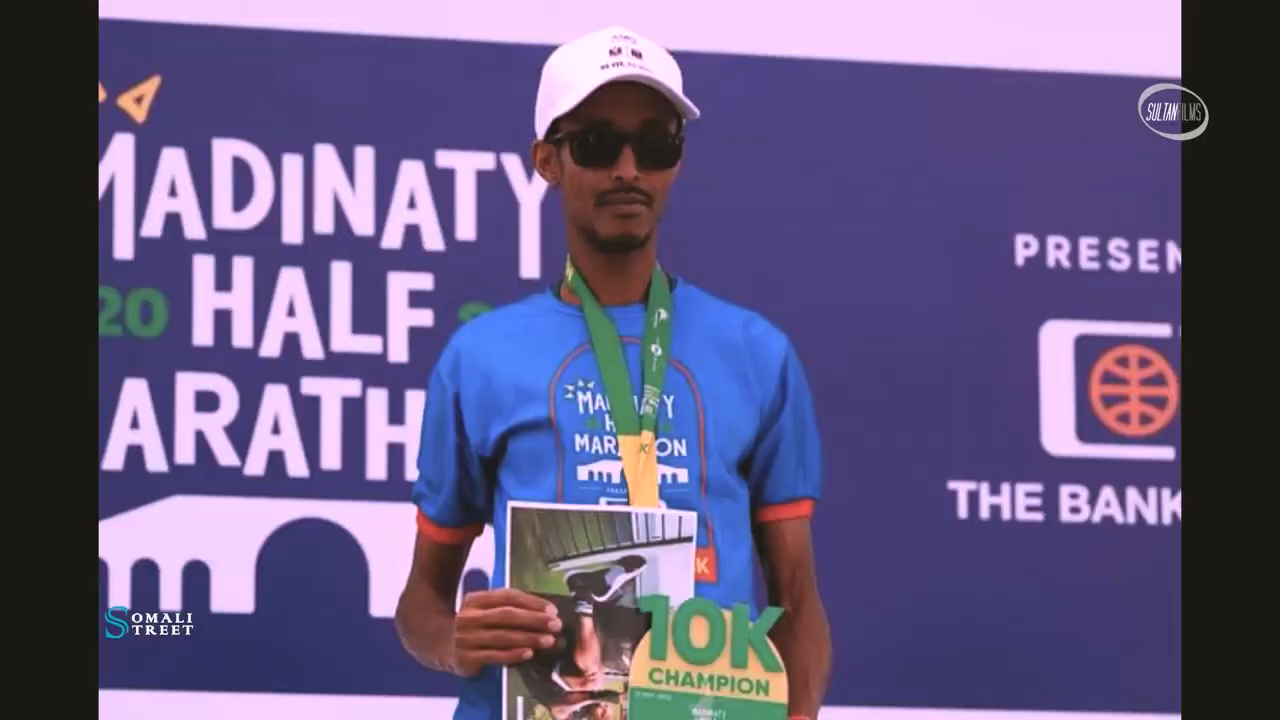 SULTANFILMS
MADINATY
20 HALF
ARATH
PRESEN
THE BANK
MADINATY
MARATHON
K
10K
CHAMPION
SOMALI
STREET